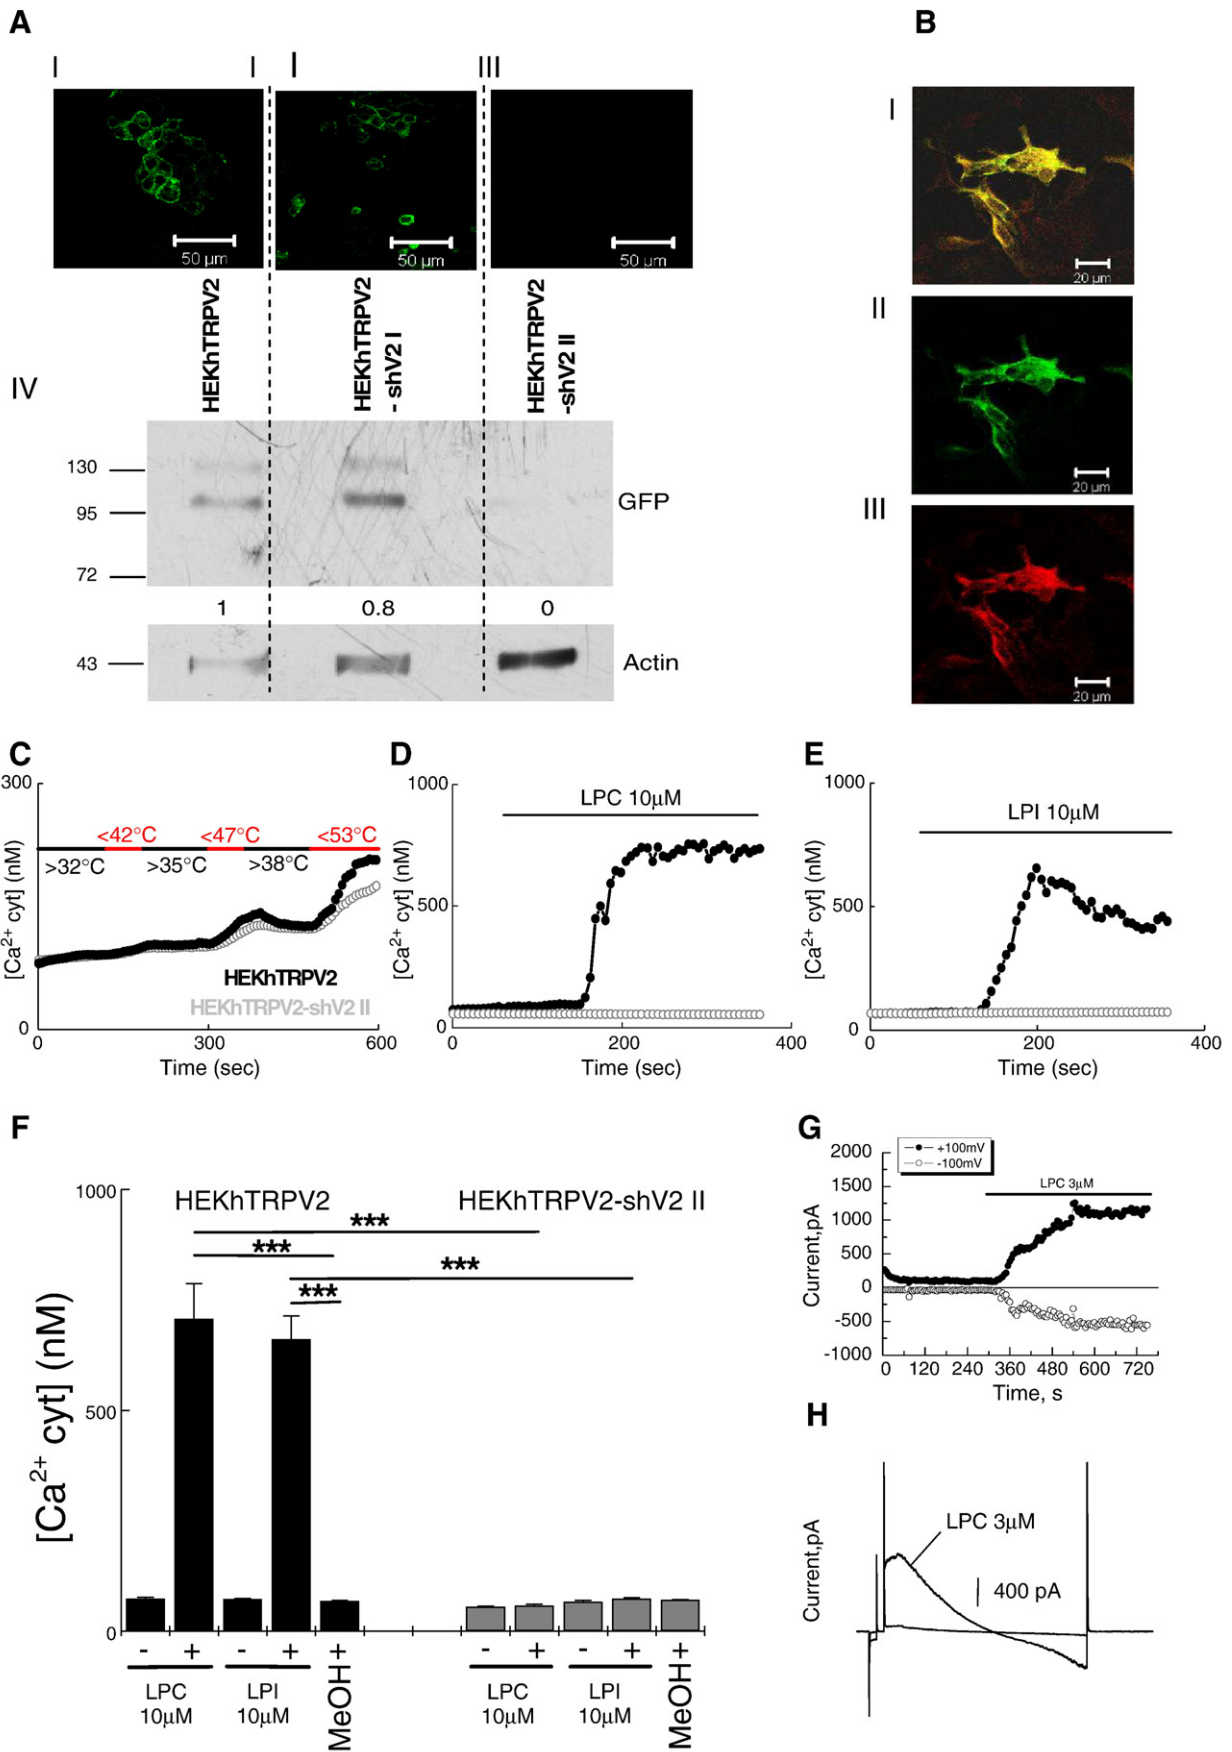 A
B
I
I I
III
50 µm
50 µm
50 µm
HEKhTRPV2
HEKhTRPV2
- shV2 I
HEKhTRPV2
-shV2 II
IV
130
95
72
GFP
1 0.8 0
43
Actin
I
20 µm
II
20 µm
III
20 µm
C
[Ca2+ cyt] (nM)
300
<42°C <47°C <53°C
>32°C >35°C >38°C
HEKhTRPV2
HEKhTRPV2-shV2 II
0
0 300 600
Time (sec)
D
[Ca2+ cyt] (nM)
1000
LPC 10µM
500
0
0 200 400
Time (sec)
E
[Ca2+ cyt] (nM)
1000
LPI 10µM
500
0
0 200 400
Time (sec)
F
[Ca2+ cyt] (nM)
1000
HEKhTRPV2 HEKhTRPV2-shV2 II
***
***
***
***
500
0
- + - + +
LPC
10µM
LPI
10µM
MeOH
- + - + +
LPC
10µM
LPI
10µM
MeOH
G
+100mV
-100mV
LPC 3µM
Current,pA
2000
1500
1000
500
0
-500
-1000
0 120 240 360 480 600 720
Time, s
H
Current,pA
LPC 3µM
400 pA